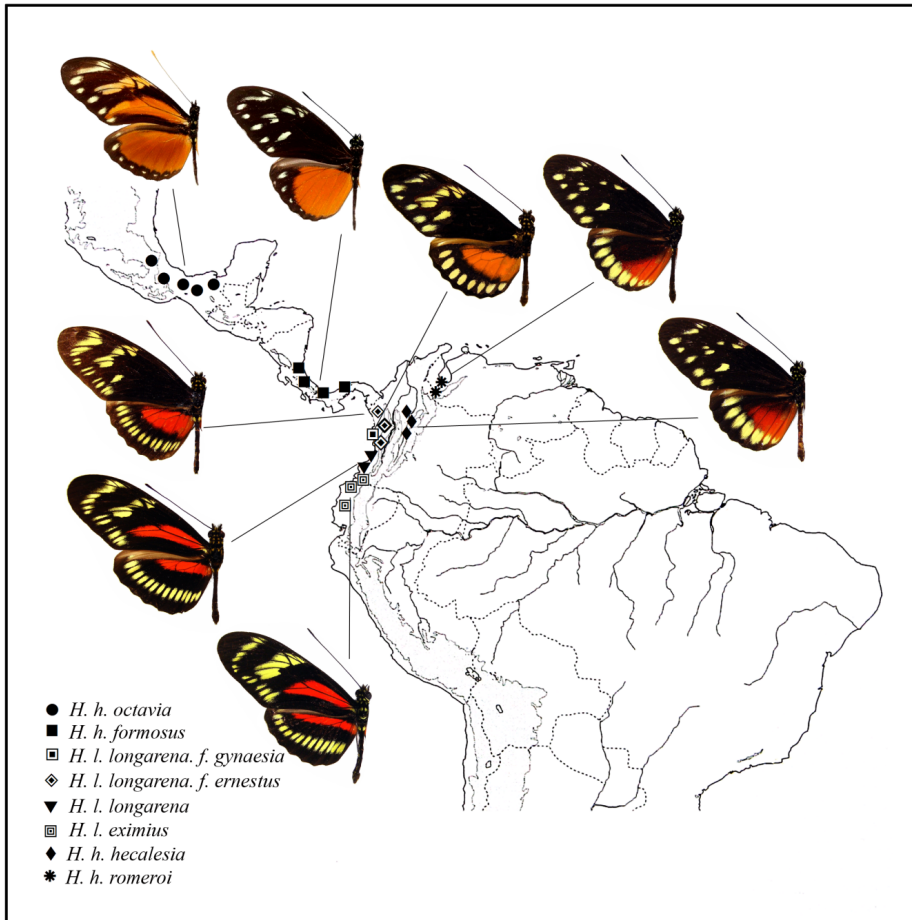 H. h. octavia
H. h. formosus
H. l. longarena. f. gynaesia
H. l. longarena. f. ernestus
H. l. longarena
H. l. eximius
H. h. hecalesia
H. h. romeroi